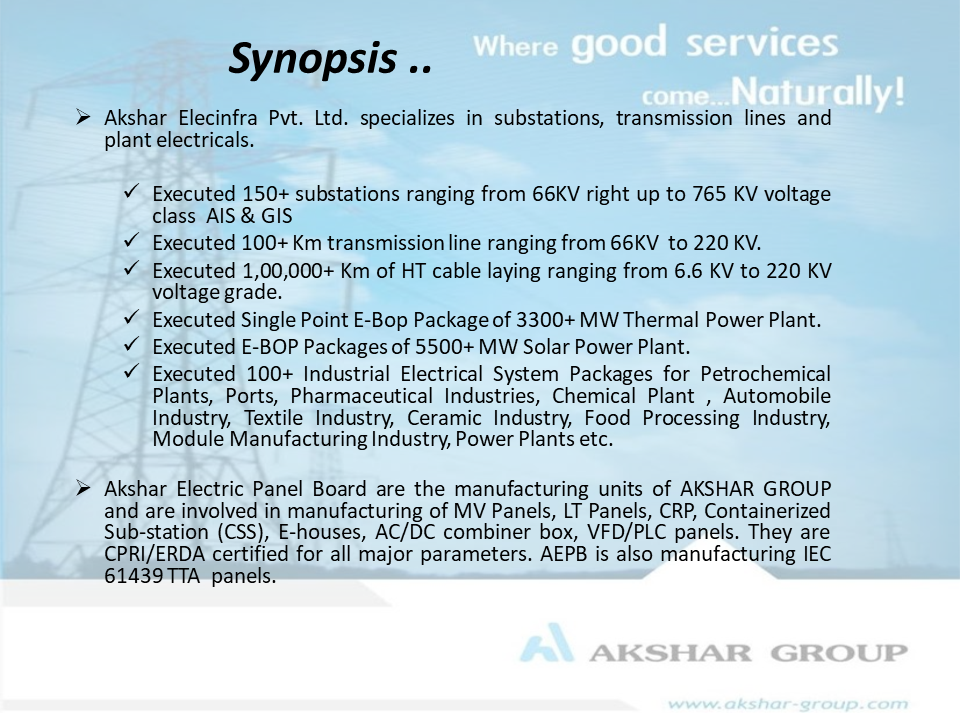 Synopsis ..
Where good services
come...Naturally!
➢ Akshar Elecinfra Pvt. Ltd. specializes in substations, transmission lines and
plant electricals.
✓ Executed 150+ substations ranging from 66KV right up to 765 KV voltage
class AIS & GIS
✓ Executed 100+ Km transmission line ranging from 66KV to 220 KV.
✓ Executed 1,00,000+ Km of HT cable laying ranging from 6.6 KV to 220 KV
voltage grade.
✓ Executed Single Point E-Bop Package of 3300+ MW Thermal Power Plant.
✓ Executed E-BOP Packages of 5500+ MW Solar Power Plant.
✓ Executed 100+ Industrial Electrical System Packages for Petrochemical
Plants, Ports, Pharmaceutical Industries, Chemical Plant , Automobile
Industry, Textile Industry, Ceramic Industry, Food Processing Industry,
Module Manufacturing Industry, Power Plants etc.
➢ Akshar Electric Panel Board are the manufacturing units of AKSHAR GROUP
and are involved in manufacturing of MV Panels, LT Panels, CRP, Containerized
Sub-station (CSS), E-houses, AC/DC combiner box, VFD/PLC panels. They are
CPRI/ERDA certified for all major parameters. AEPB is also manufacturing IEC
61439 TTA panels.
AKSHAR GROUP
www.akshar-group.com